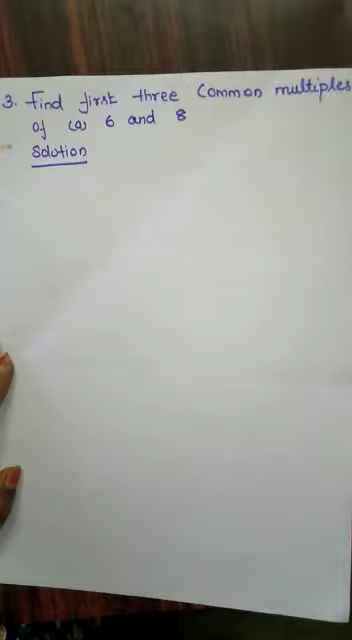 3. Find first three Common multiples
of (a) 6 and 8
Solution